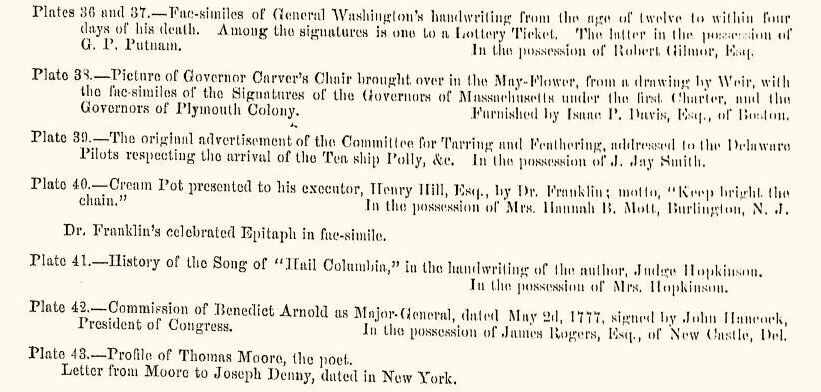 Plates 36 and 37.—Fac-similes of General Washington's handwriting from the age of twelve to within four
days of his death. Among the signatures is one to a Lottery Ticket. The latter in the possession of
G. P. Putnam. In the possession of Robert Gilmor, Esq.
Plate 38.—Picture of Governor Carver's Chair brought over in the May-Flower, from a drawing by Weir, with
the fac-similes of the Signatures of the Governors of Massachusetts under the first Charter, and the
Governors of Plymouth Colony. Furnished by Isaac P. Davis, Esq., of Boston.
Plate 39.—The original advertisement of the Committee for Tarring and Feathering, addressed to the Delaware
Pilots respecting the arrival of the Tea ship Polly, &c. In the possession of J. Jay Smith.
Plate 40.—Cream Pot presented to his executor, Henry Hill, Esq., by Dr. Franklin; motto, "Keep bright the
chain." In the possession of Mrs. Hannah B. Mott, Burlington, N. J.
Dr. Franklin's celebrated Epitaph in fac-simile.
Plate 41.—History of the Song of "Hail Columbia," in the handwriting of the author, Judge Hopkinson.
In the possession of Mrs. Hopkinson.
Plate 42.—Commission of Benedict Arnold as Major-General, dated May 2d, 1777, signed by John Hancock,
President of Congress. In the possession of James Rogers, Esq., of New Castle, Del.
Plate 43.—Profile of Thomas Moore, the poet.
Letter from Moore to Joseph Denny, dated in New York.